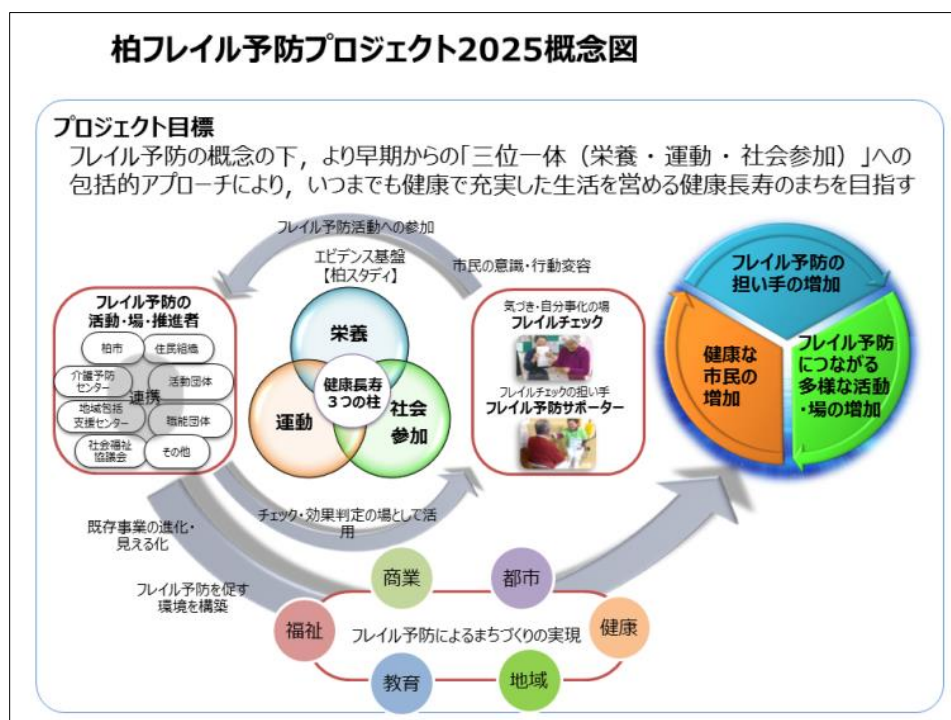 柏フレイル予防プロジェクト2025概念図
プロジェクト目標
フレイル予防の概念の下，より早期からの「三位一体（栄養・運動・社会参加）」への
包括的アプローチにより，いつまでも健康で充実した生活を営める健康長寿のまちを目指す
フレイル予防活動への参加
エビデンス基盤
【柏スタディ】
市民の意識・行動変容
フレイル予防の
活動・場・推進者
柏市
住民組織
介護予防
センター
活動団体
連携
地域包括
支援センター
職能団体
社会福祉
協議会
その他
栄養
健康長寿
3つの柱
運動
社会
参加
気づき・自分事化の場
フレイルチェック
フレイルチェックの担い手
フレイル予防サポーター
フレイル予防の
担い手の増加
健康な
市民の
増加
フレイル予防
につながる
多様な活動
・場の増加
チェック・効果判定の場として活
用
既存事業の進化・
見える化
フレイル予防を促す
環境を構築
商業
都市
福祉
フレイル予防によるまちづくりの実現
健康
教育
地域